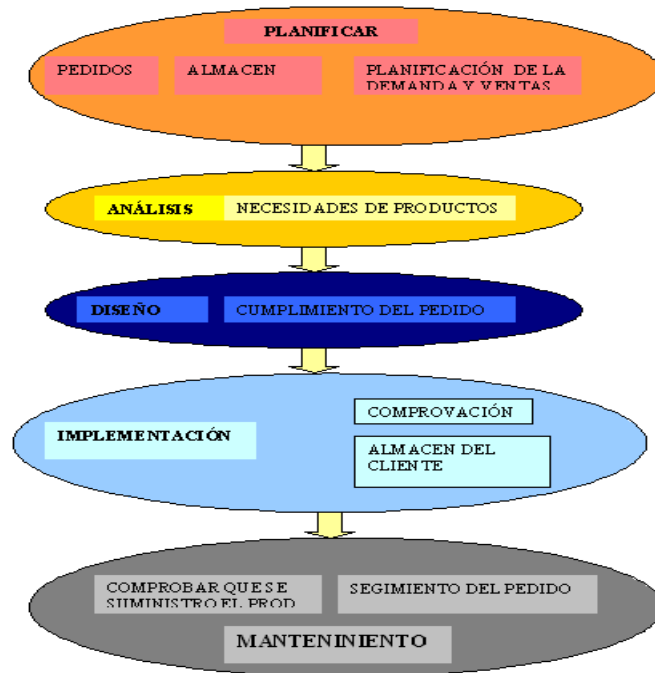 PLANIFICAR
PEDIDOS
ALMACEN
PLANIFICACIÓN DE LA
DEMANDA Y VENTAS
ANÁLISIS
NECESIDADES DE PRODUCTOS
DISEÑO
CUMPLIMIENTO DEL PEDIDO
COMPROVACIÓN
IMPLEMENTACIÓN
ALMACEN DEL
CLIENTE
COMPROBAR QUE SE
SUMINISTRO EL PROD
SEGIMIENTO DEL PEDIDO
MANTENINIENTO